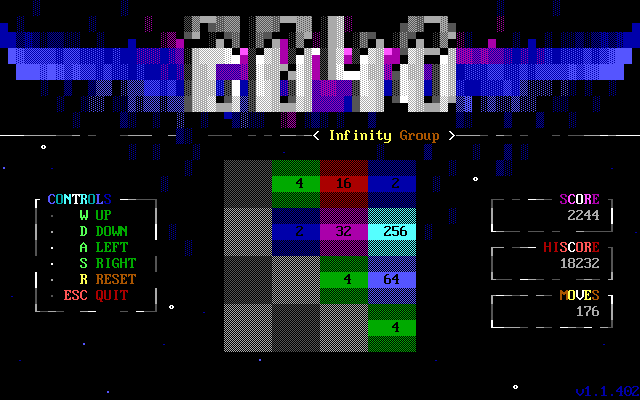 2048
< Infinity Group >
4 16 2
2 32 256
4 64
4
CONTROLS
W UP
D DOWN
A LEFT
S RIGHT
R RESET
ESC QUIT
SCORE
2244
HISCORE
18232
MOVES
176
v1.1.402